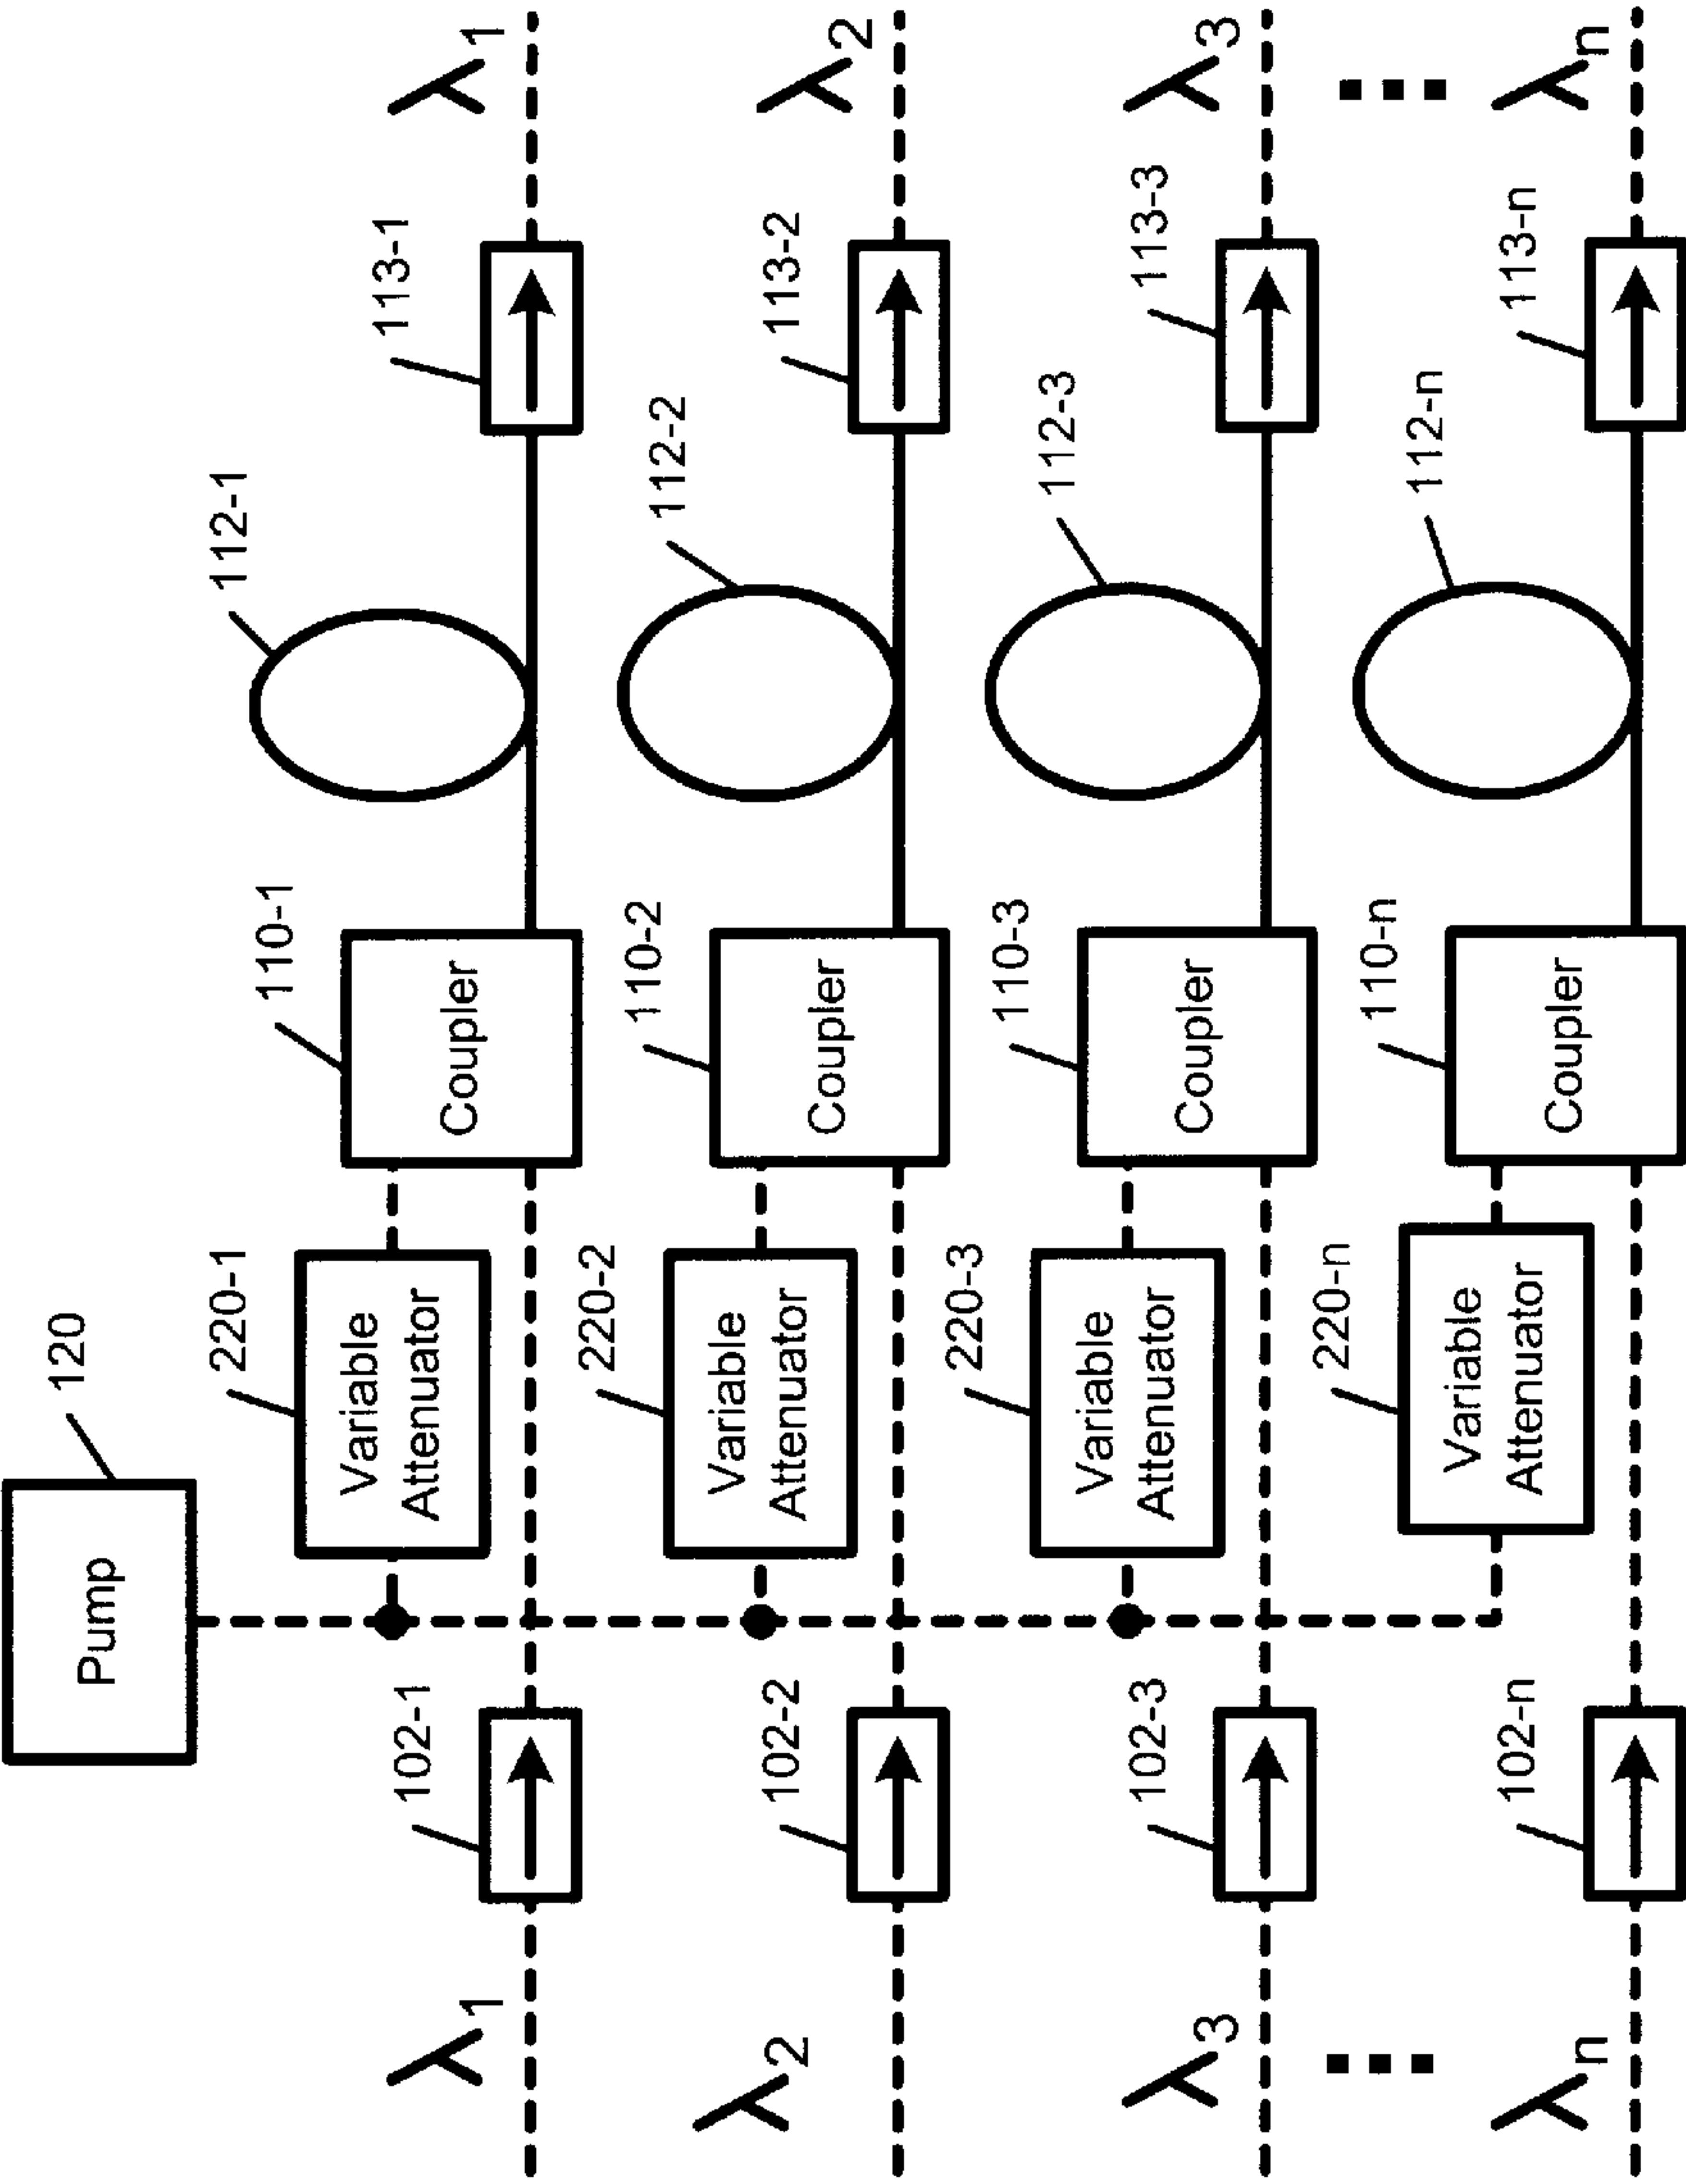 Pump
120
λ1
102-1
220-1
Variable
Attenuator
110-1
Coupler
112-1
113-1
λ1
λ2
102-2
220-2
Variable
Attenuator
110-2
Coupler
112-2
113-2
λ2
λ3
102-3
220-3
Variable
Attenuator
110-3
Coupler
112-3
113-3
λ3
...
...
λn
102-n
220-n
Variable
Attenuator
110-n
Coupler
112-n
113-n
λn